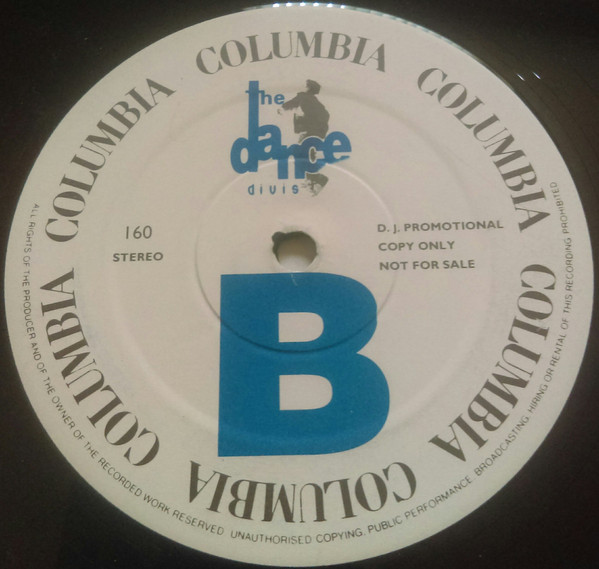 COLUMBIA
COLUMBIA
COLUMBIA
COLUMBIA
COLUMBIA
COLUMBIA
The
dance
divis
160
STEREO
D. J. PROMOTIONAL
COPY ONLY
NOT FOR SALE
B
ALL RIGHTS OF THE PRODUCER AND OF THE OWNER OF THE RECORDED WORK RESERVED. UNAUTHORISED COPYING, PUBLIC PERFORMANCE, BROADCASTING, HIRING OR RENTAL OF THIS RECORDING PROHIBITED